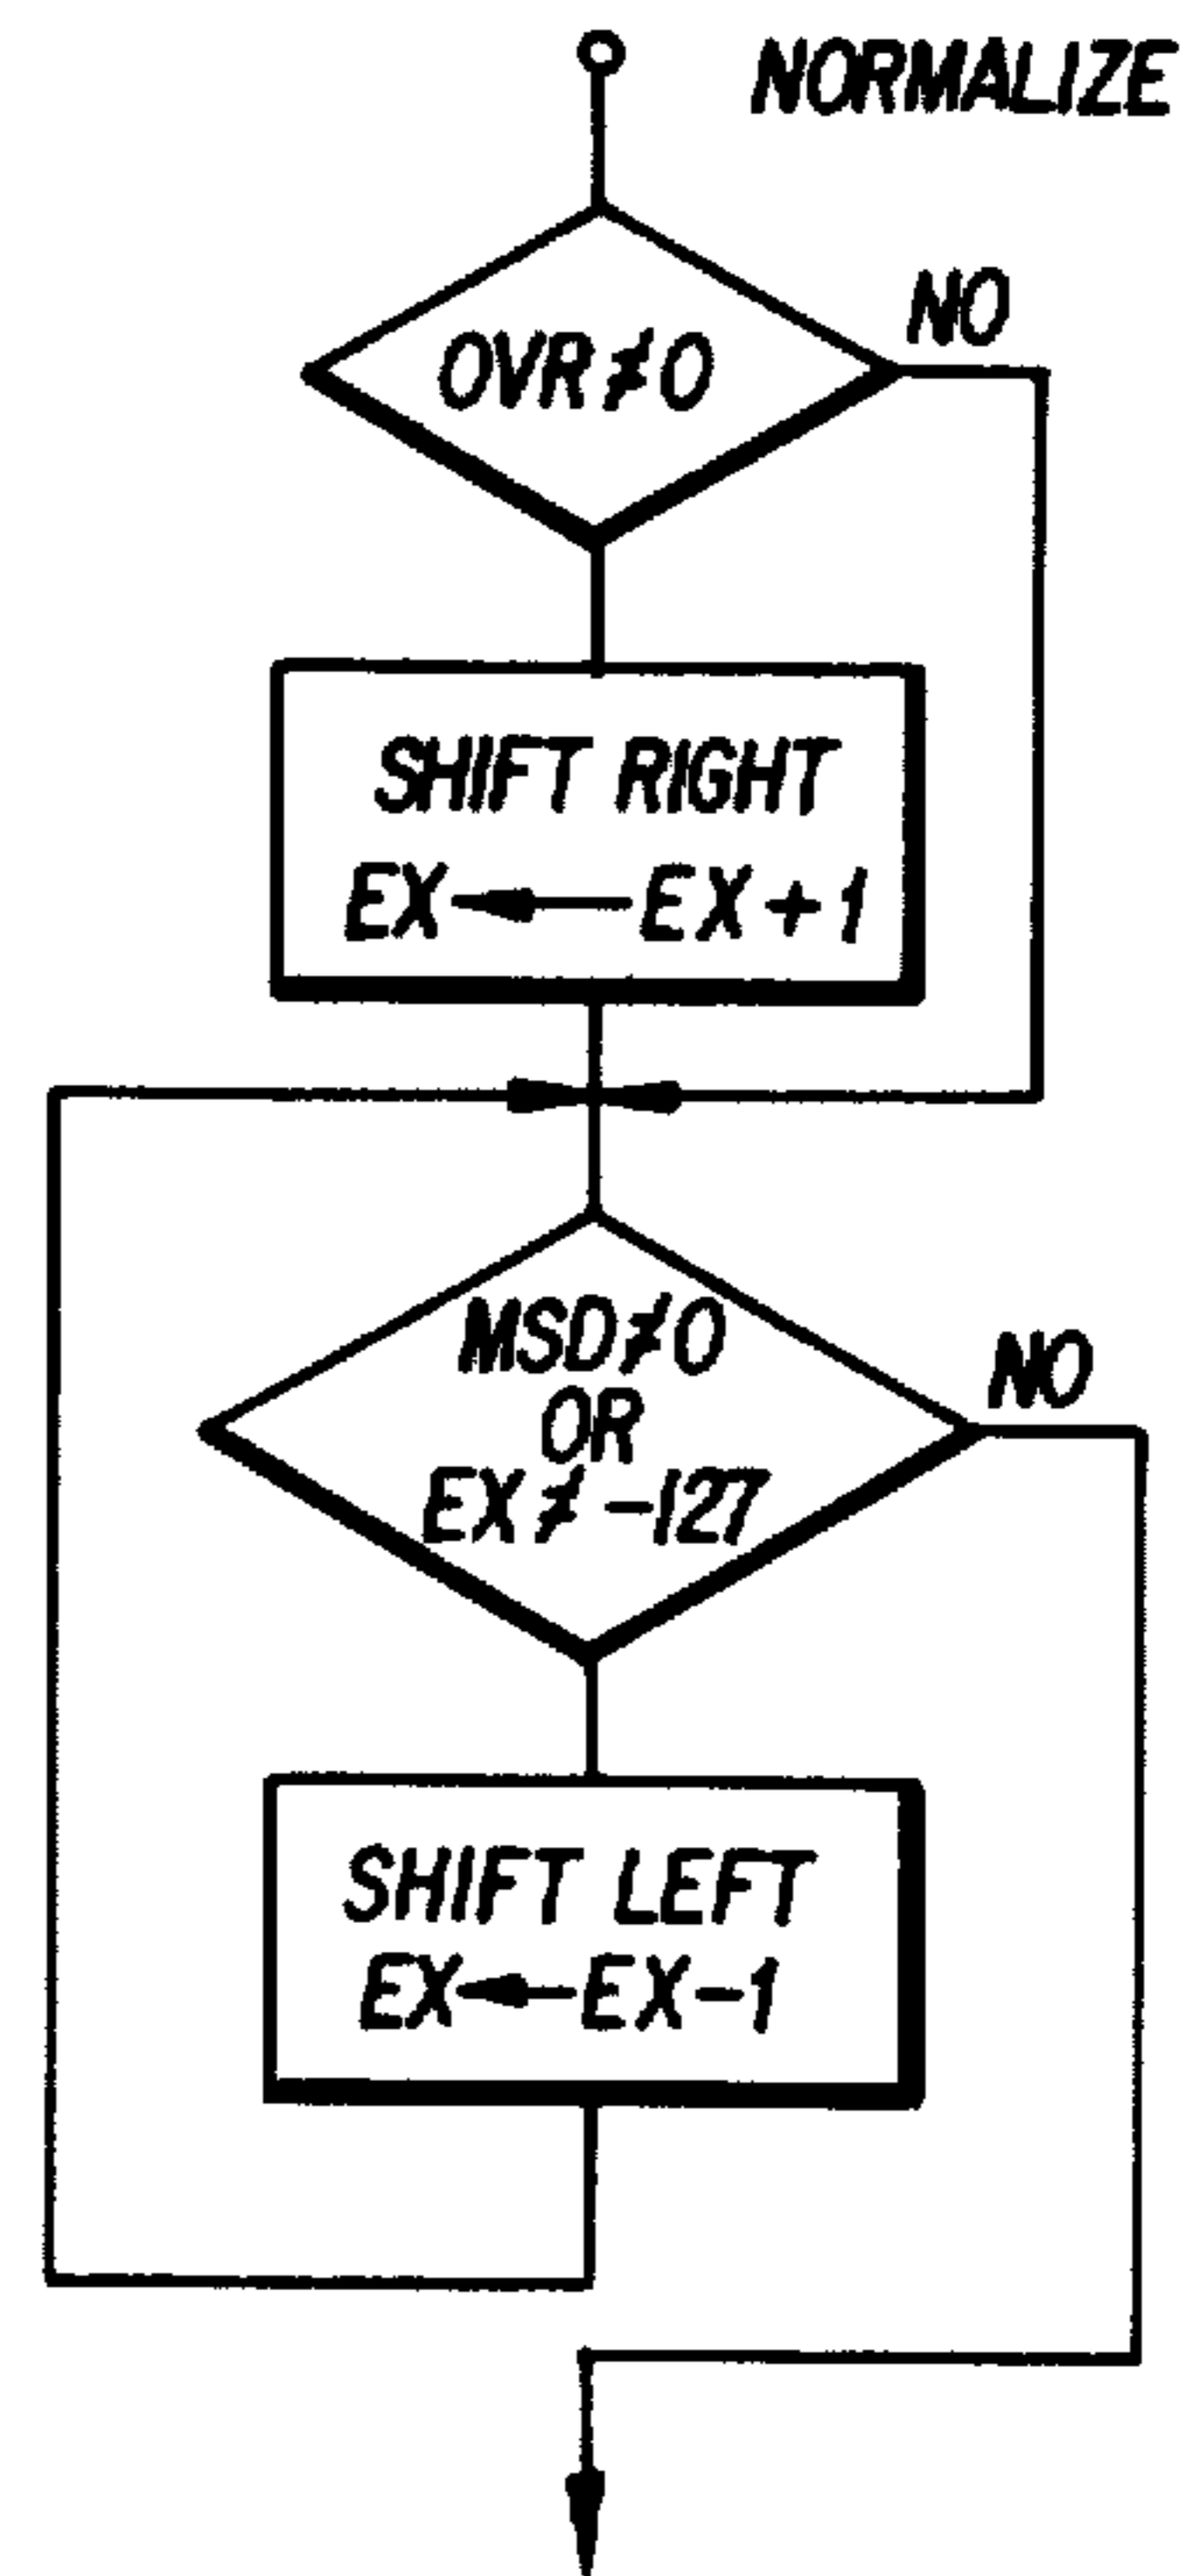 NORMALIZE
OVR≠0
NO
SHIFT RIGHT
EX←EX+1
MSD≠0
OR
EX≠-127
NO
SHIFT LEFT
EX←EX-1